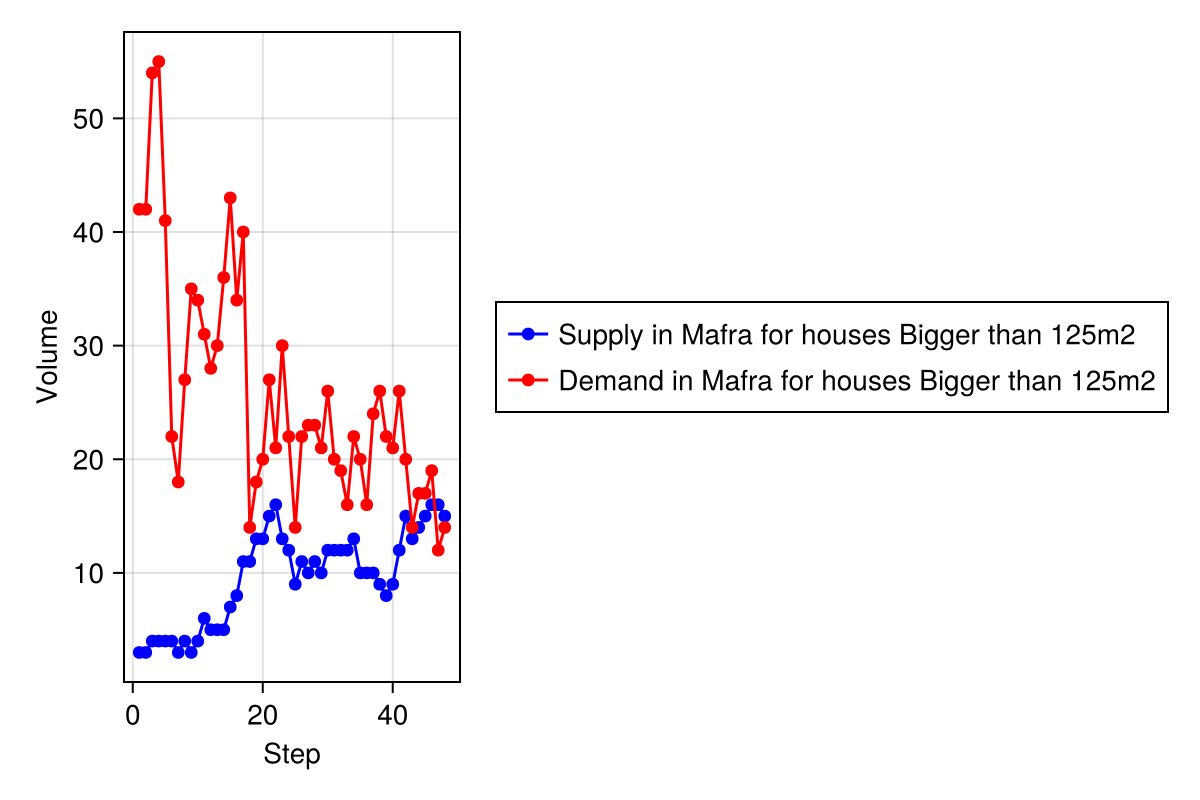 Volume
50
40
30
20
10
0 20 40
Step
Supply in Mafra for houses Bigger than 125m2
Demand in Mafra for houses Bigger than 125m2